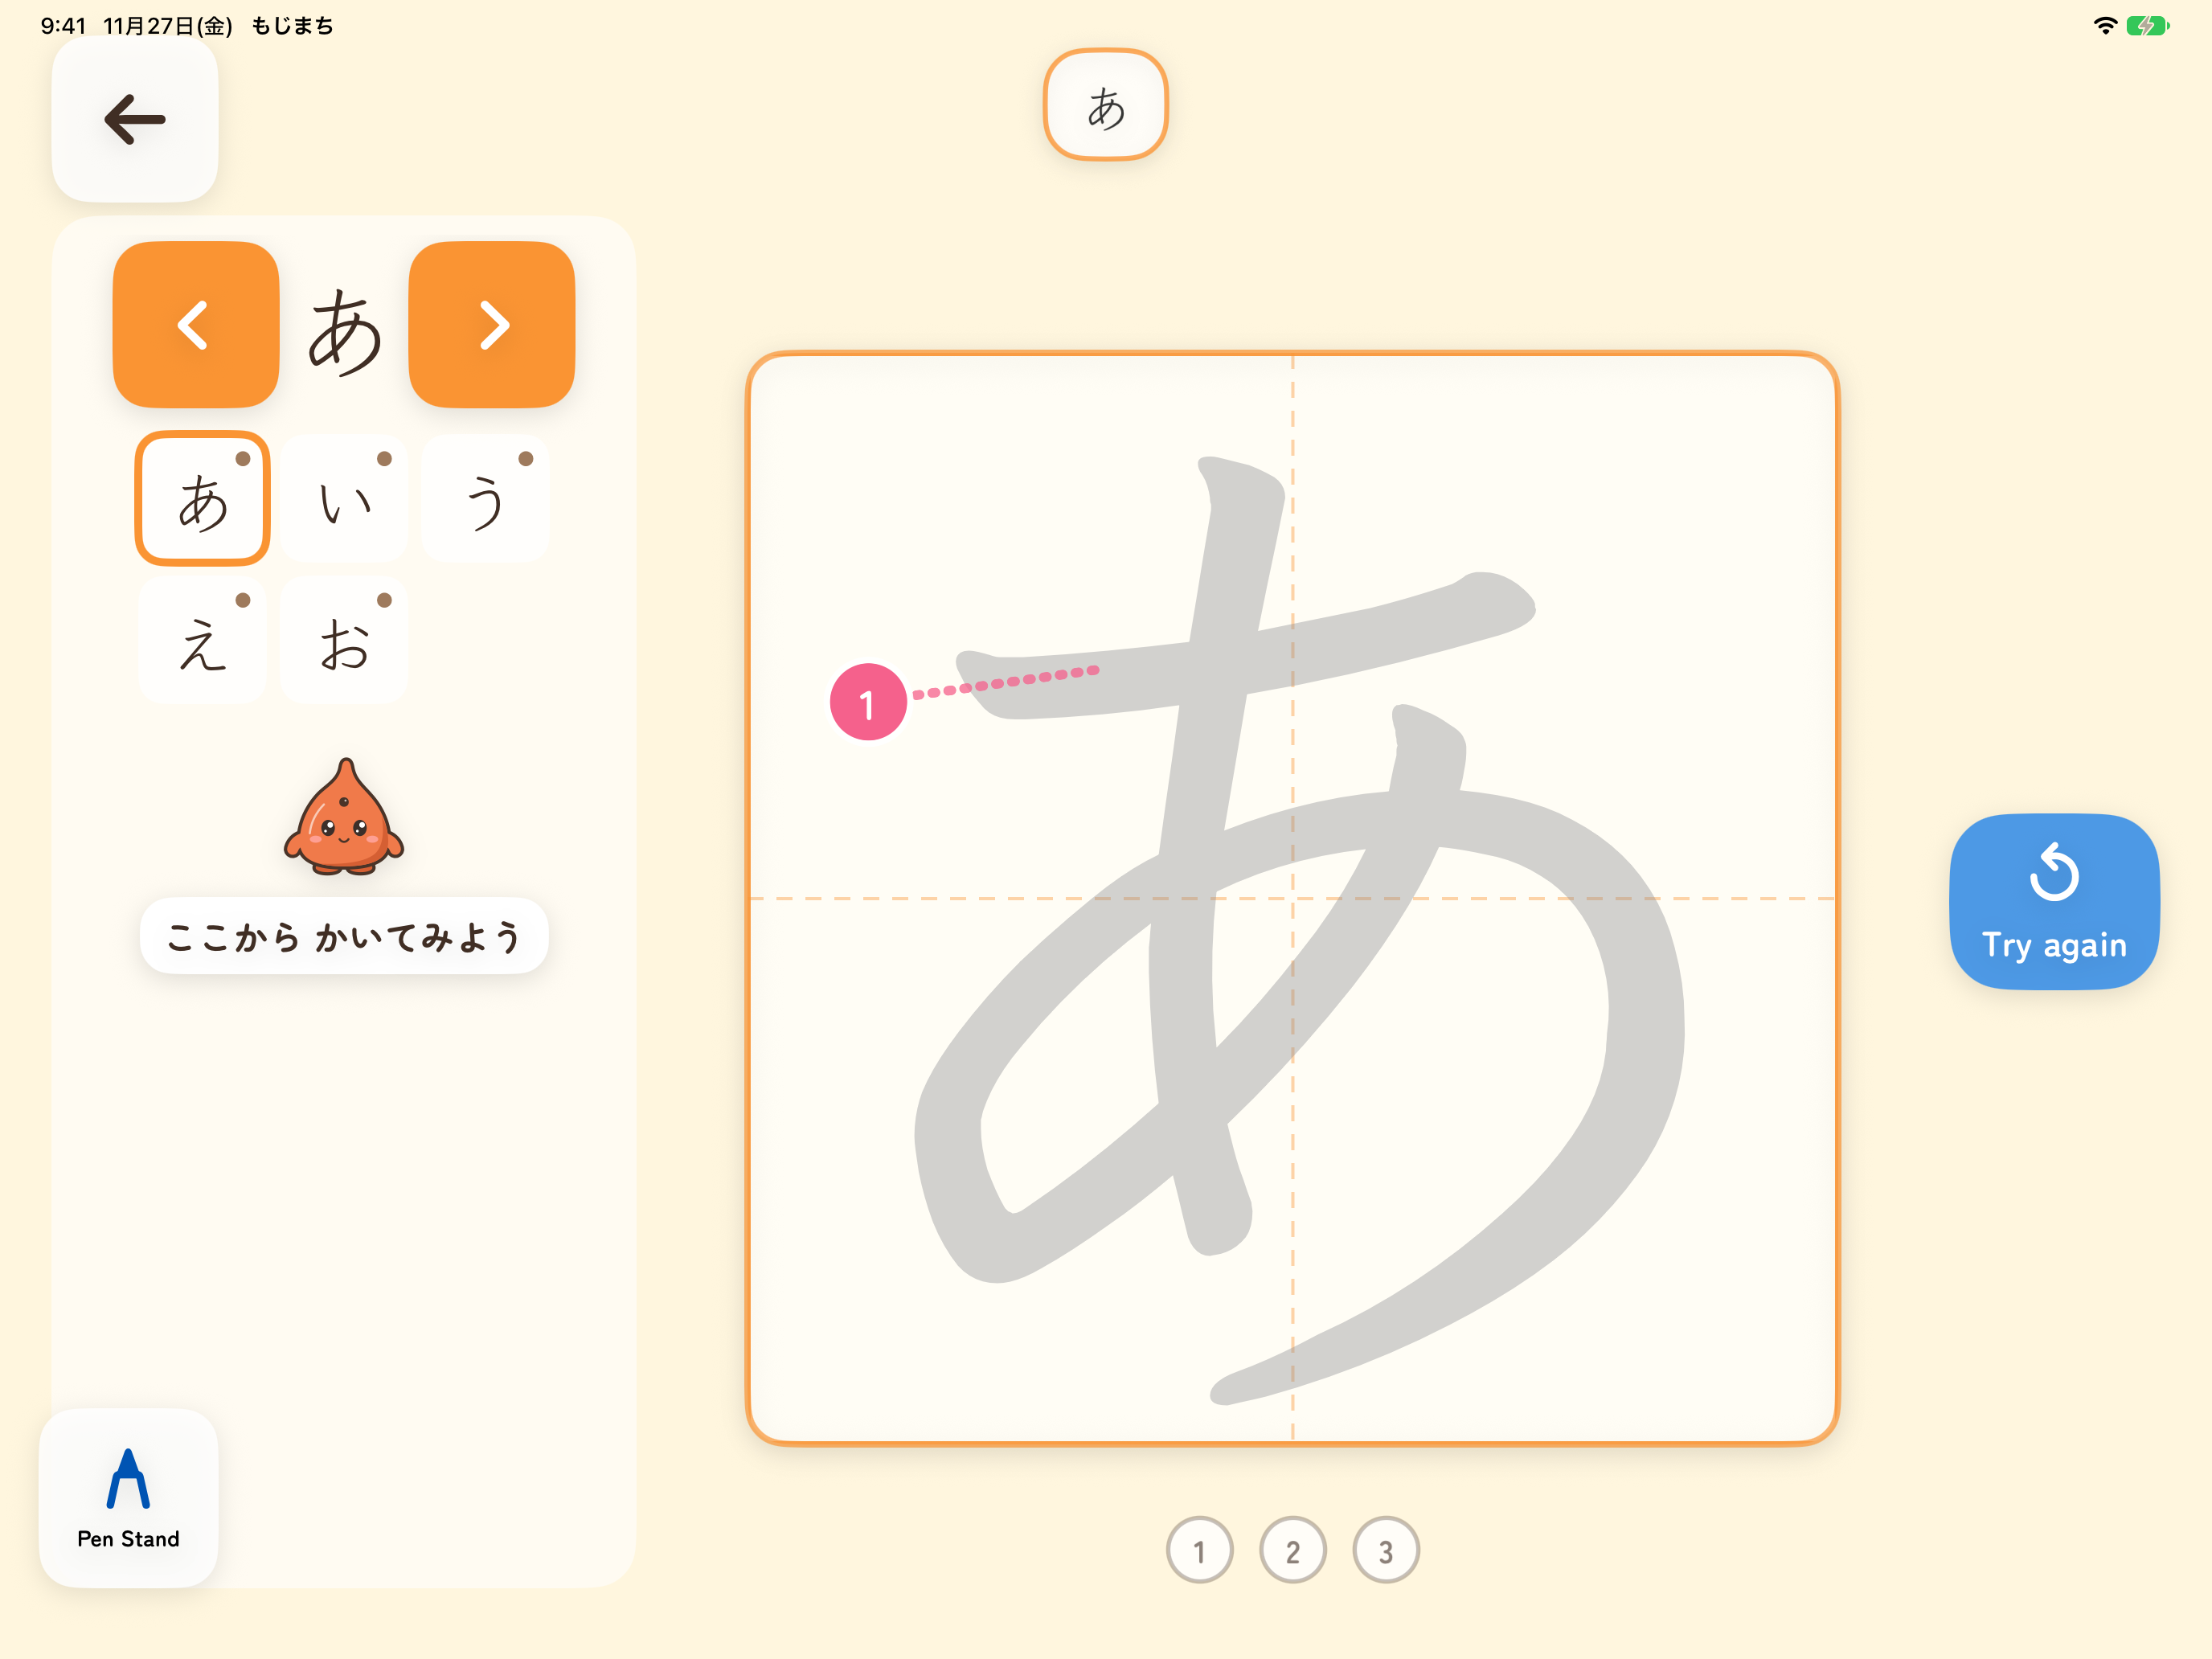 9:41 11月27日(金) もじまち
あ
あ
あ い う
え お
ここから かいてみよう
Pen Stand
1
あ
Try again
1 2 3